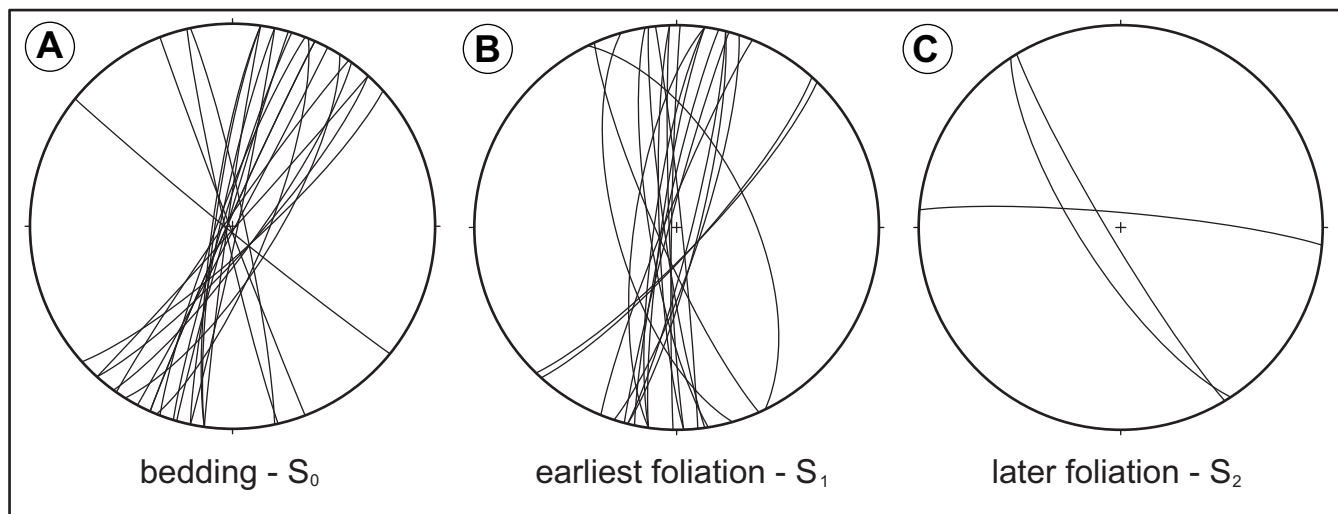 A B C
bedding - S₀ earliest foliation - S₁ later foliation - S₂